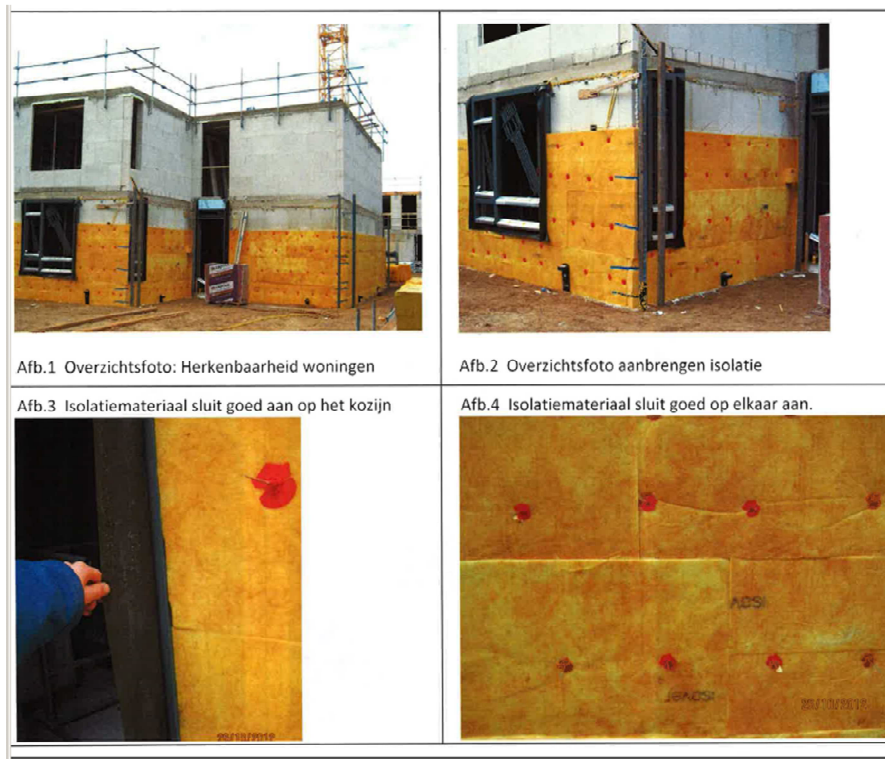 Afb.1 Overzichtsfoto: Herkenbaarheid woningen
Afb.2 Overzichtsfoto aanbrengen isolatie
Afb.3 Isolatiemateriaal sluit goed aan op het kozijn
Afb.4 Isolatiemateriaal sluit goed op elkaar aan.